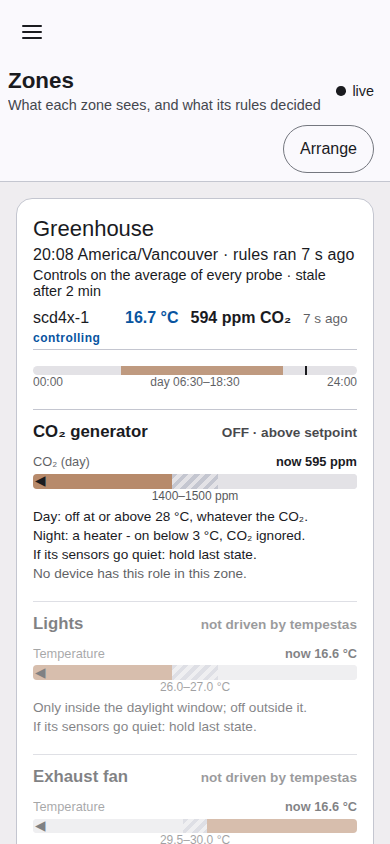 Zones
What each zone sees, and what its rules decided
live
Arrange
Greenhouse
20:08 America/Vancouver · rules ran 7 s ago
Controls on the average of every probe · stale
after 2 min
scd4x-1 16.7 °C 594 ppm CO₂ 7 s ago
controlling
00:00 day 06:30–18:30 24:00
CO₂ generator OFF · above setpoint
CO₂ (day) now 595 ppm
1400–1500 ppm
Day: off at or above 28 °C, whatever the CO₂.
Night: a heater - on below 3 °C, CO₂ ignored.
If its sensors go quiet: hold last state.
No device has this role in this zone.
Lights not driven by tempestas
Temperature now 16.6 °C
26.0–27.0 °C
Only inside the daylight window; off outside it.
If its sensors go quiet: hold last state.
Exhaust fan not driven by tempestas
Temperature now 16.6 °C
29.5–30.0 °C